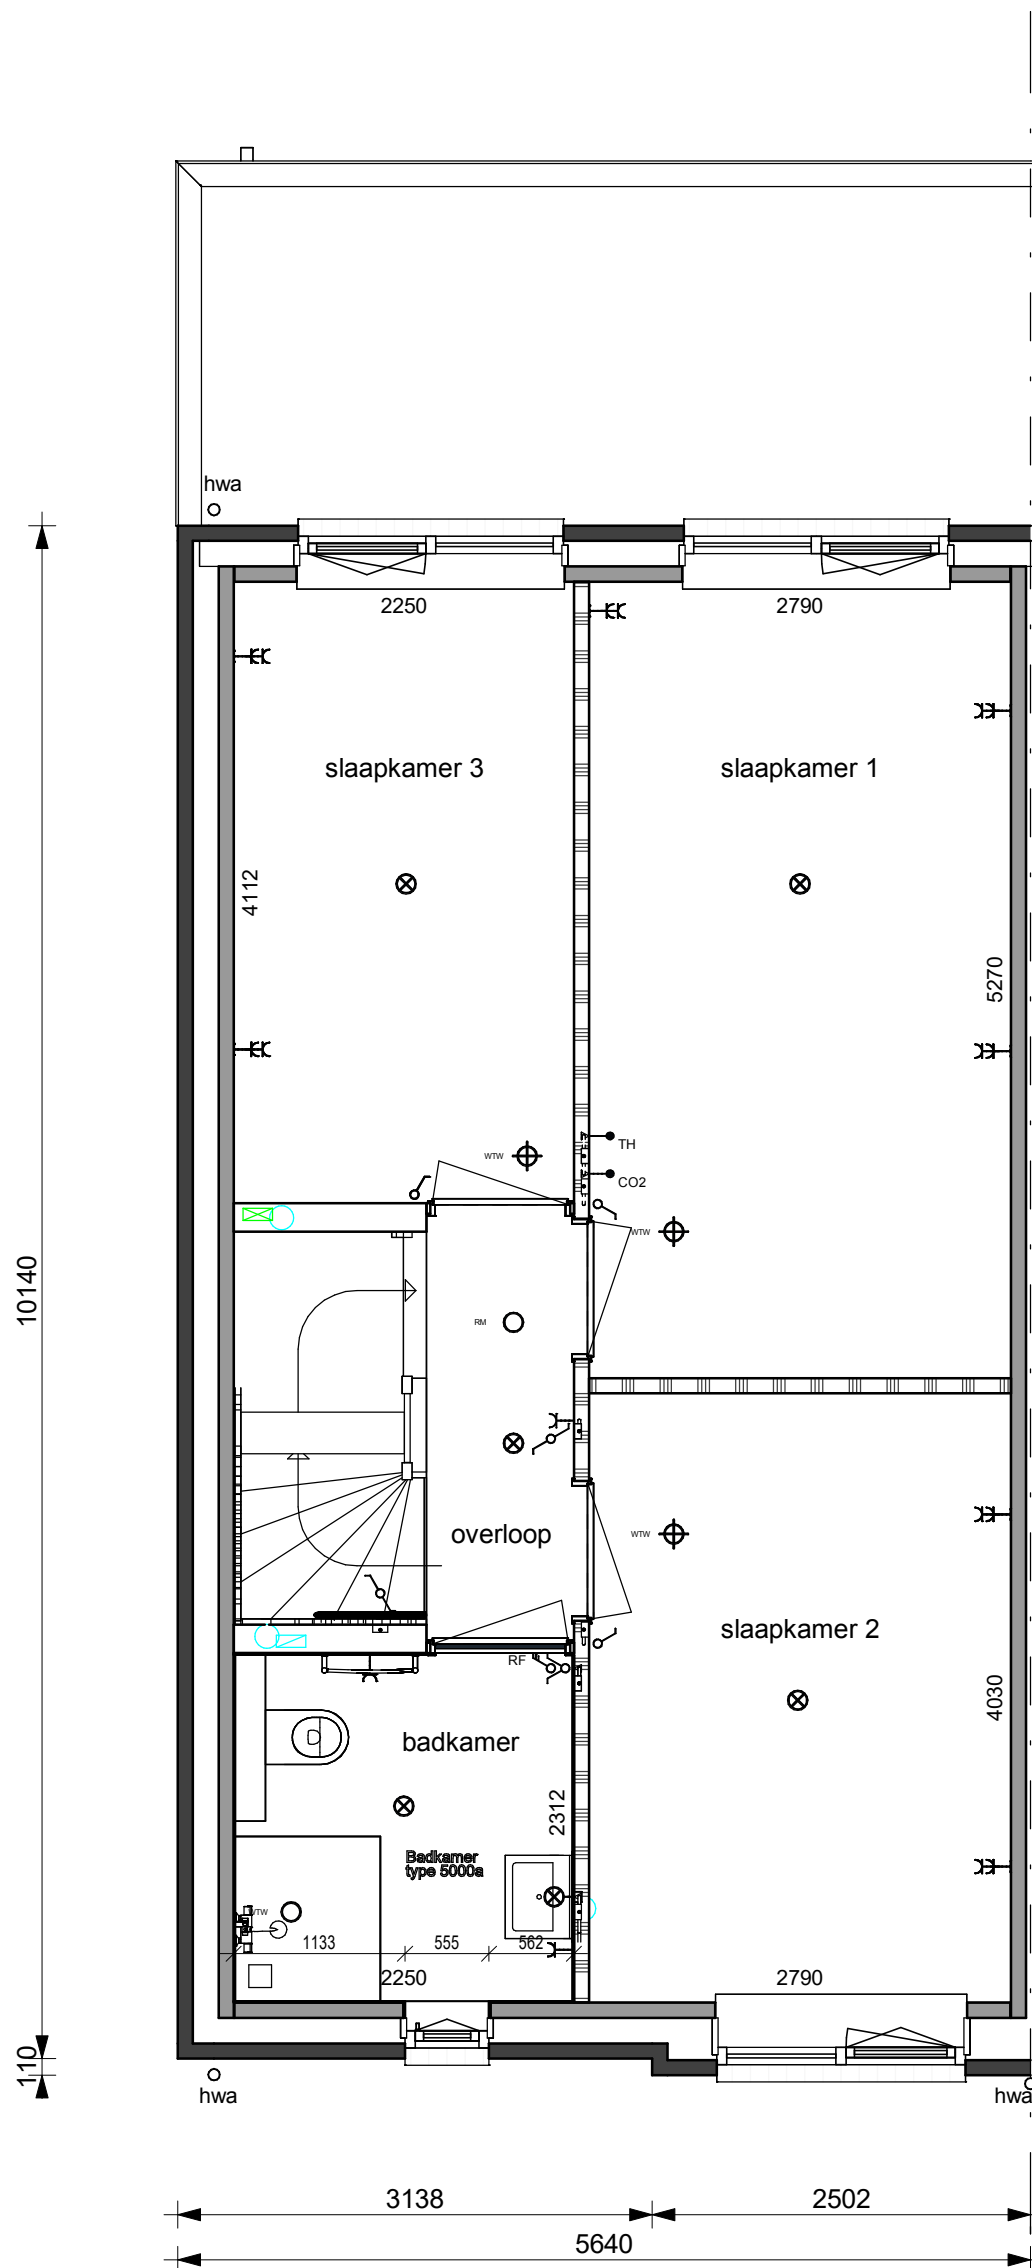 hwa
2250
2790
slaapkamer 3
slaapkamer 1
4112
5270
TH
WTW
CO2
WTW
10140
RM
overloop
WTW
slaapkamer 2
RF
badkamer
4030
2312
Badkamer
type 5000a
WTW
1133
555
562
2250
2790
110
hwa
hwa
3138
2502
5640